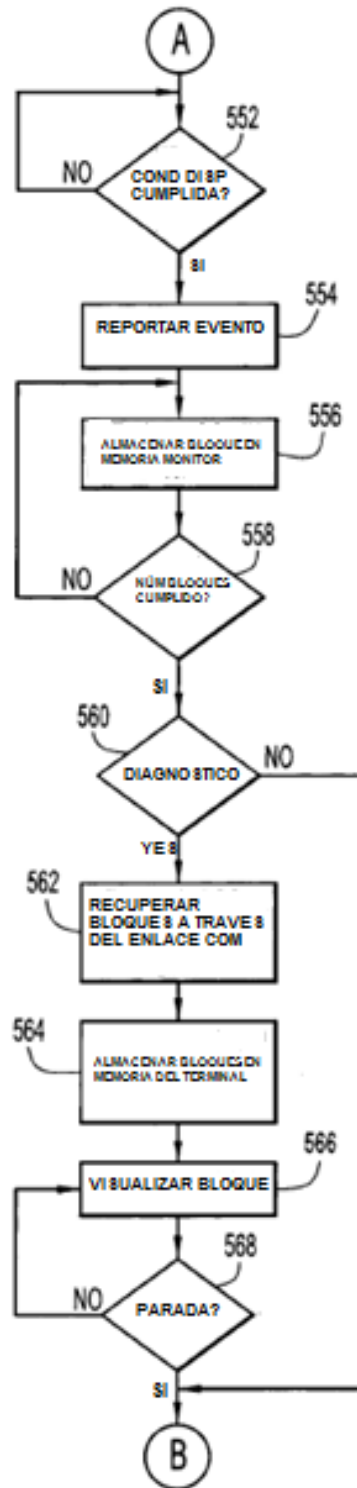 A
552
COND DISP
CUMPLIDA?
NO
SI
554
REPORTAR EVENTO
556
ALMACENAR BLOQUE EN
MEMORIA MONITOR
558
NÚM BLOQUES
CUMPLIDO?
NO
SI
560
DIAGNOSTICO
NO
YES
562
RECUPERAR
BLOQUES A TRAVES
DEL ENLACE COM
564
ALMACENAR BLOQUES EN
MEMORIA DEL TERMINAL
566
VISUALIZAR BLOQUE
568
PARADA?
NO
SI
B